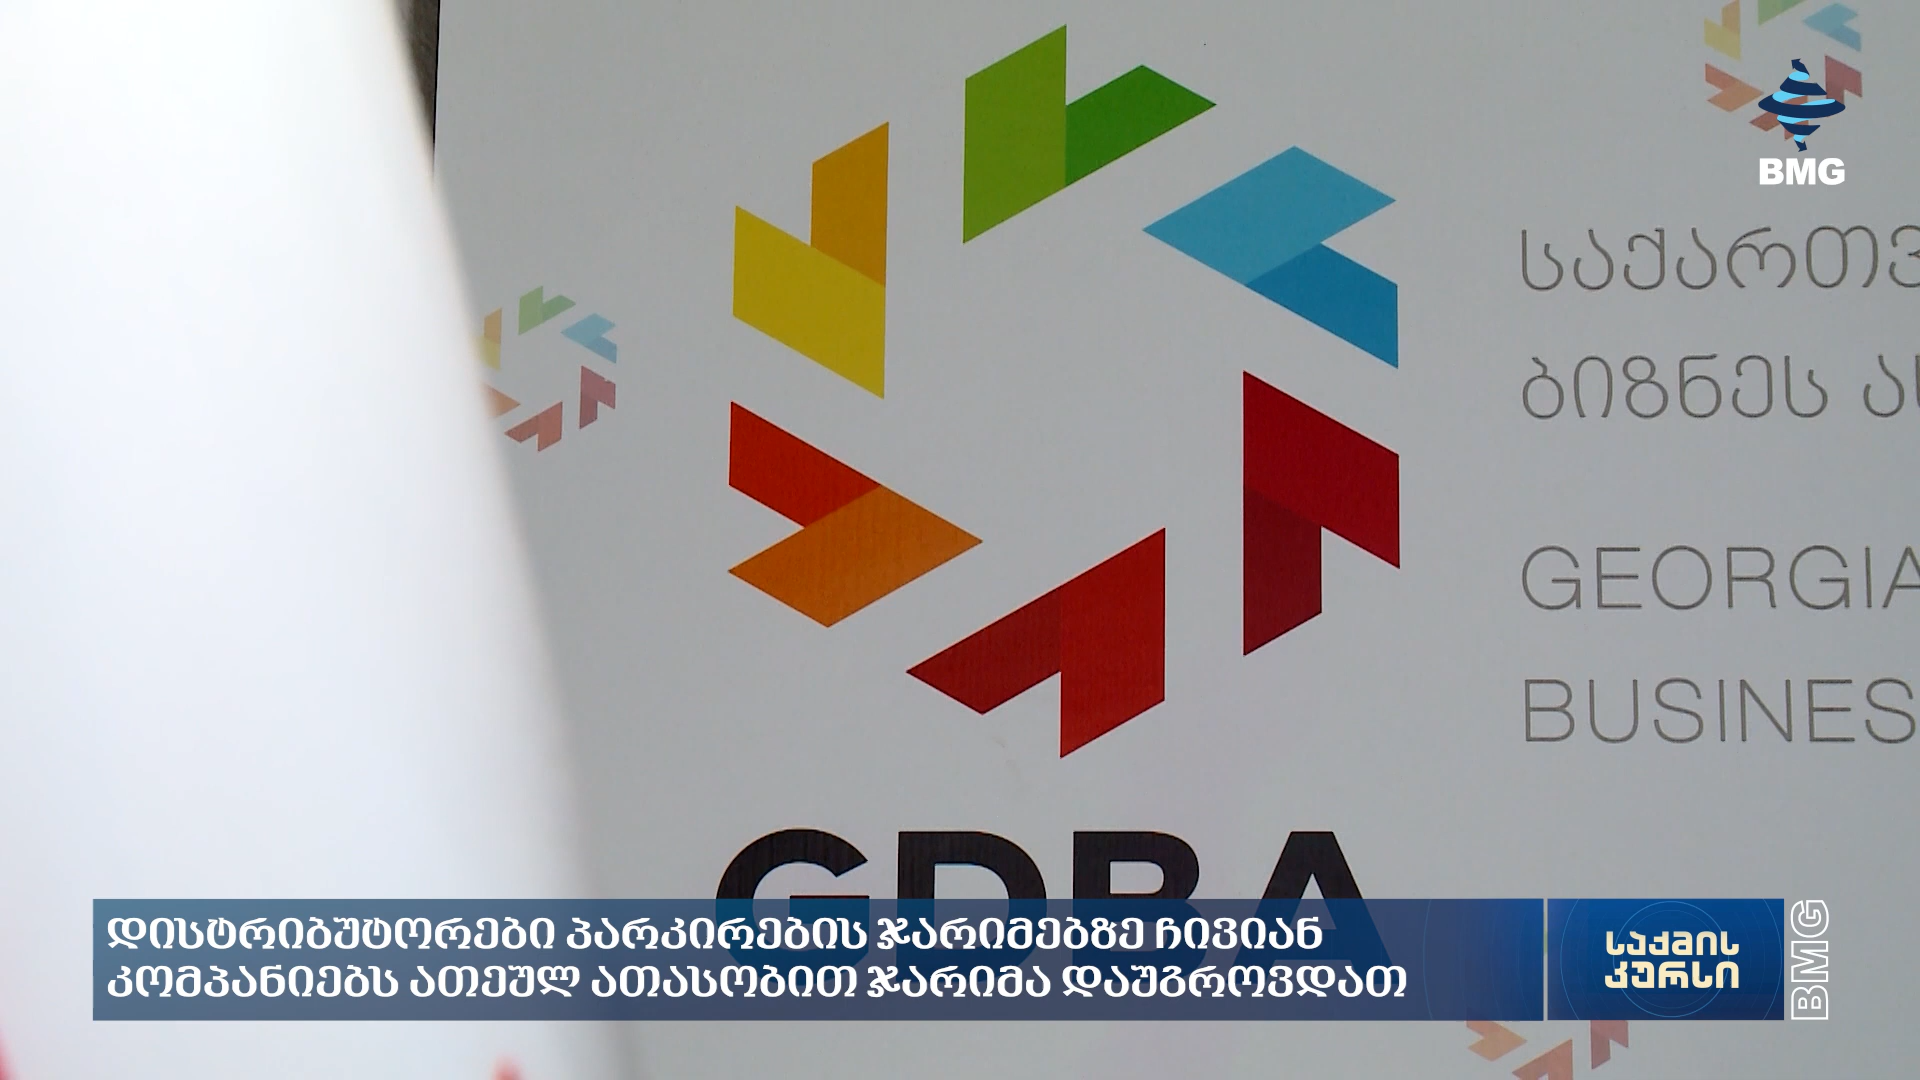 BMG
საქართვ
ბიზნეს ა
GEORGIA
BUSINES
GDBA
დისტრიბუტორები პარკირების ჯარიმებზე ჩივიან
კომპანიებს ათეულ ათასობით ჯარიმა დაუგროვდათ
საქმის
კურსი
BMG